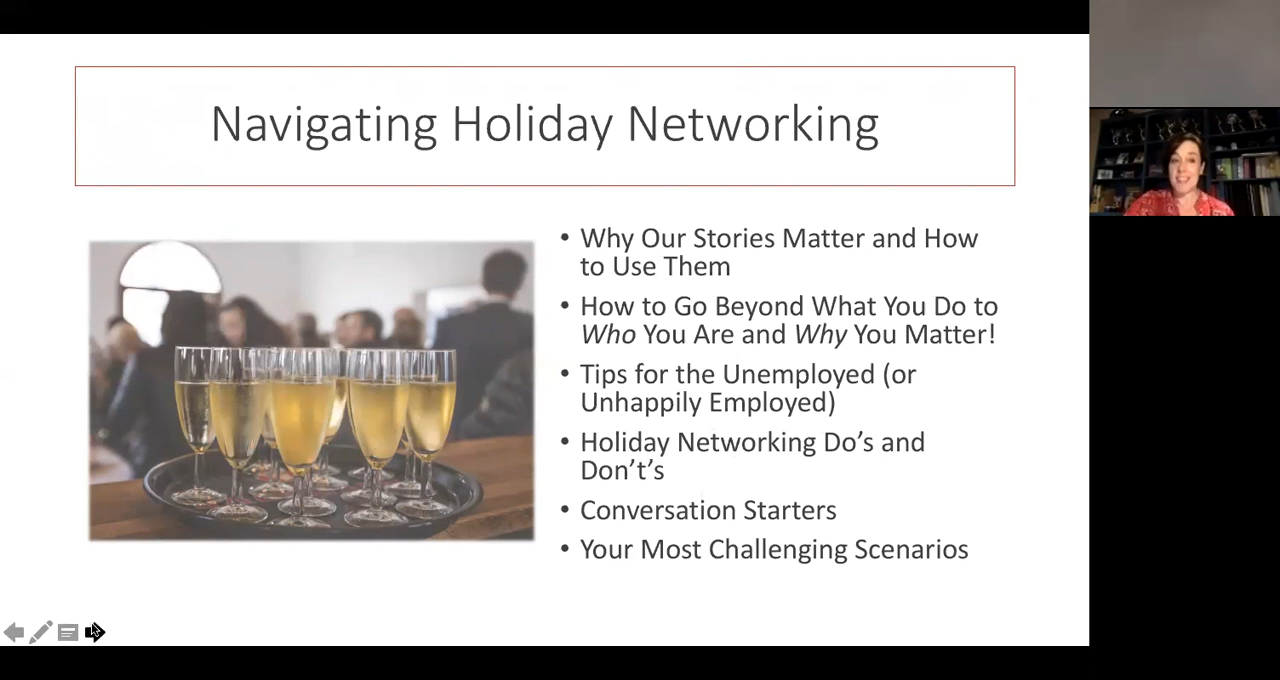 Navigating Holiday Networking
• Why Our Stories Matter and How
to Use Them
• How to Go Beyond What You Do to
Who You Are and Why You Matter!
• Tips for the Unemployed (or
Unhappily Employed)
• Holiday Networking Do’s and
Don’t’s
• Conversation Starters
• Your Most Challenging Scenarios